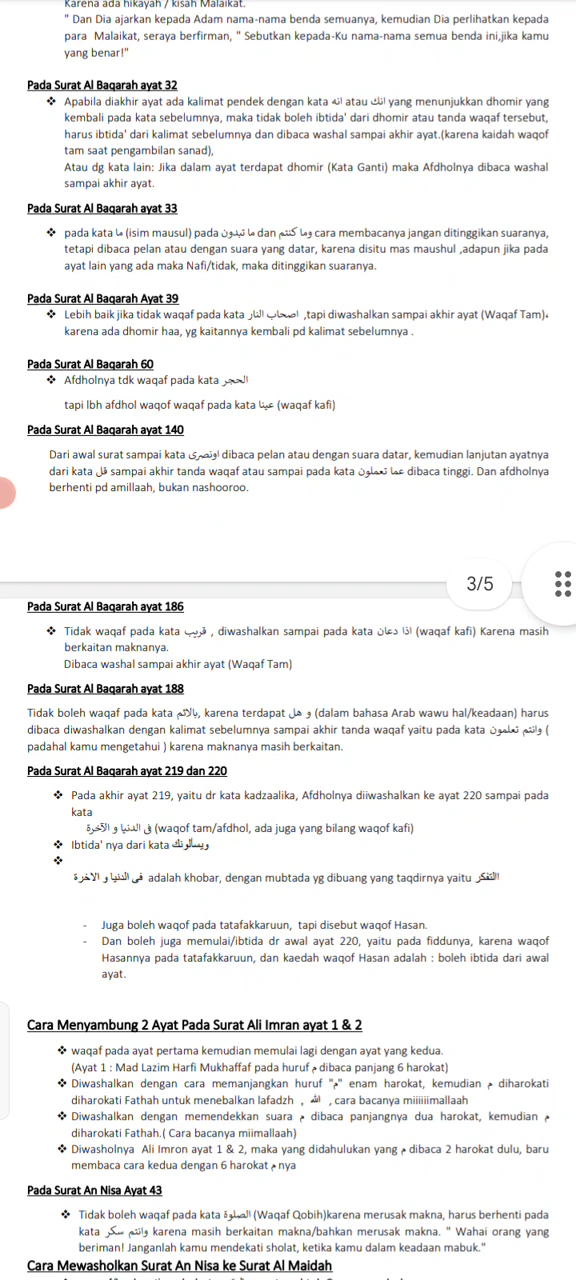 Karena ada hikayah / kisah Malaikat.
" Dan Dia ajarkan kepada Adam nama-nama benda semuanya, kemudian Dia perlihatkan kepada
para Malaikat, seraya berfirman, " Sebutkan kepada-Ku nama-nama semua benda ini,jika kamu
yang benar!"
Pada Surat Al Baqarah ayat 32
❖ Apabila diakhir ayat ada kalimat pendek dengan kata انه atau انك yang menunjukkan dhomir yang
kembali pada kata sebelumnya, maka tidak boleh ibtida' dari dhomir atau tanda waqaf tersebut,
harus ibtida' dari kalimat sebelumnya dan dibaca washal sampai akhir ayat.(karena kaidah waqof
tam saat pengambilan sanad),
Atau dg kata lain: Jika dalam ayat terdapat dhomir (Kata Ganti) maka Afdholnya dibaca washal
sampai akhir ayat.
Pada Surat Al Baqarah ayat 33
❖ pada kata ما (isim mausul) pada ما تبدون dan وما كنتم cara membacanya jangan ditinggikan suaranya,
tetapi dibaca pelan atau dengan suara yang datar, karena disitu mas maushul ,adapun jika pada
ayat lain yang ada maka Nafi/tidak, maka ditinggikan suaranya.
Pada Surat Al Baqarah Ayat 39
❖ Lebih baik jika tidak waqaf pada kata اصحاب النار ,tapi diwashalkan sampai akhir ayat (Waqaf Tam)،
karena ada dhomir haa, yg kaitannya kembali pd kalimat sebelumnya .
Pada Surat Al Baqarah 60
❖ Afdholnya tdk waqaf pada kata الحجر
tapi lbh afdhol waqof waqaf pada kata عينا (waqaf kafi)
Pada Surat Al Baqarah ayat 140
Dari awal surat sampai kata اونصرى dibaca pelan atau dengan suara datar, kemudian lanjutan ayatnya
dari kata قل sampai akhir tanda waqaf atau sampai pada kata عما تعملون dibaca tinggi. Dan afdholnya
berhenti pd amillaah, bukan nashooroo.
3/5
Pada Surat Al Baqarah ayat 186
❖ Tidak waqaf pada kata قريب , diwashalkan sampai pada kata اذا دعان (waqaf kafi) Karena masih
berkaitan maknanya.
Dibaca washal sampai akhir ayat (Waqaf Tam)
Pada Surat Al Baqarah ayat 188
Tidak boleh waqaf pada kata بالاثم, karena terdapat و هل (dalam bahasa Arab wawu hal/keadaan) harus
dibaca diwashalkan dengan kalimat sebelumnya sampai akhir tanda waqaf yaitu pada kata وانتم تعلمون (
padahal kamu mengetahui ) karena maknanya masih berkaitan.
Pada Surat Al Baqarah ayat 219 dan 220
❖ Pada akhir ayat 219, yaitu dr kata kadzaalika, Afdholnya diiwashalkan ke ayat 220 sampai pada
kata
في الدنيا و الآخرة (waqof tam/afdhol, ada juga yang bilang waqof kafi)
❖ Ibtida' nya dari kata ويسألونك
❖
في الدنيا و الاخرة adalah khobar, dengan mubtada yg dibuang yang taqdirnya yaitu التفكر
- Juga boleh waqof pada tatafakkaruun, tapi disebut waqof Hasan.
- Dan boleh juga memulai/ibtida dr awal ayat 220, yaitu pada fiddunya, karena waqof
Hasannya pada tatafakkaruun, dan kaedah waqof Hasan adalah : boleh ibtida dari awal
ayat.
Cara Menyambung 2 Ayat Pada Surat Ali Imran ayat 1 & 2
❖ waqaf pada ayat pertama kemudian memulai lagi dengan ayat yang kedua.
(Ayat 1 : Mad Lazim Harfi Mukhaffaf pada huruf م dibaca panjang 6 harokat)
❖ Diwashalkan dengan cara memanjangkan huruf "م" enam harokat, kemudian م diharokati
diharokati Fathah untuk menebalkan lafadzh , الله , cara bacanya miiiiiimallaah
❖ Diwashalkan dengan memendekkan suara م dibaca panjangnya dua harokat, kemudian م
diharokati Fathah.( Cara bacanya miimallaah)
❖ Diwasholnya Ali Imron ayat 1 & 2, maka yang didahulukan yang م dibaca 2 harokat dulu, baru
membaca cara kedua dengan 6 harokat م nya
Pada Surat An Nisa Ayat 43
❖ Tidak boleh waqaf pada kata الصلوة (Waqaf Qobih)karena merusak makna, harus berhenti pada
kata وانتم سكر karena masih berkaitan makna/bahkan merusak makna. " Wahai orang yang
beriman! Janganlah kamu mendekati sholat, ketika kamu dalam keadaan mabuk."
Cara Mewasholkan Surat An Nisa ke Surat Al Maidah